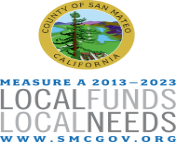 COUNTY OF SAN MATEO
CALIFORNIA
MEASURE A 2013–2023
LOCALFUNDS
LOCALNEEDS
WWW.SMCGOV.ORG